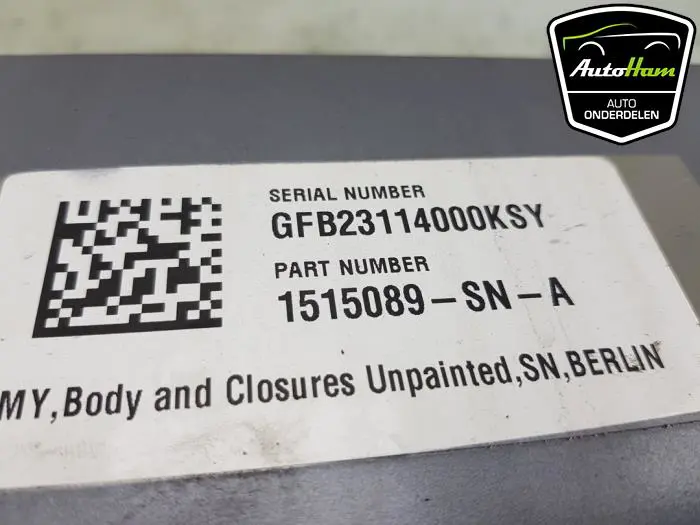 AutoHam
AUTO
ONDERDELEN
SERIAL NUMBER
GFB23114000KSY
PART NUMBER
1515089-SN-A
MY,Body and Closures Unpainted,SN,BERLIN